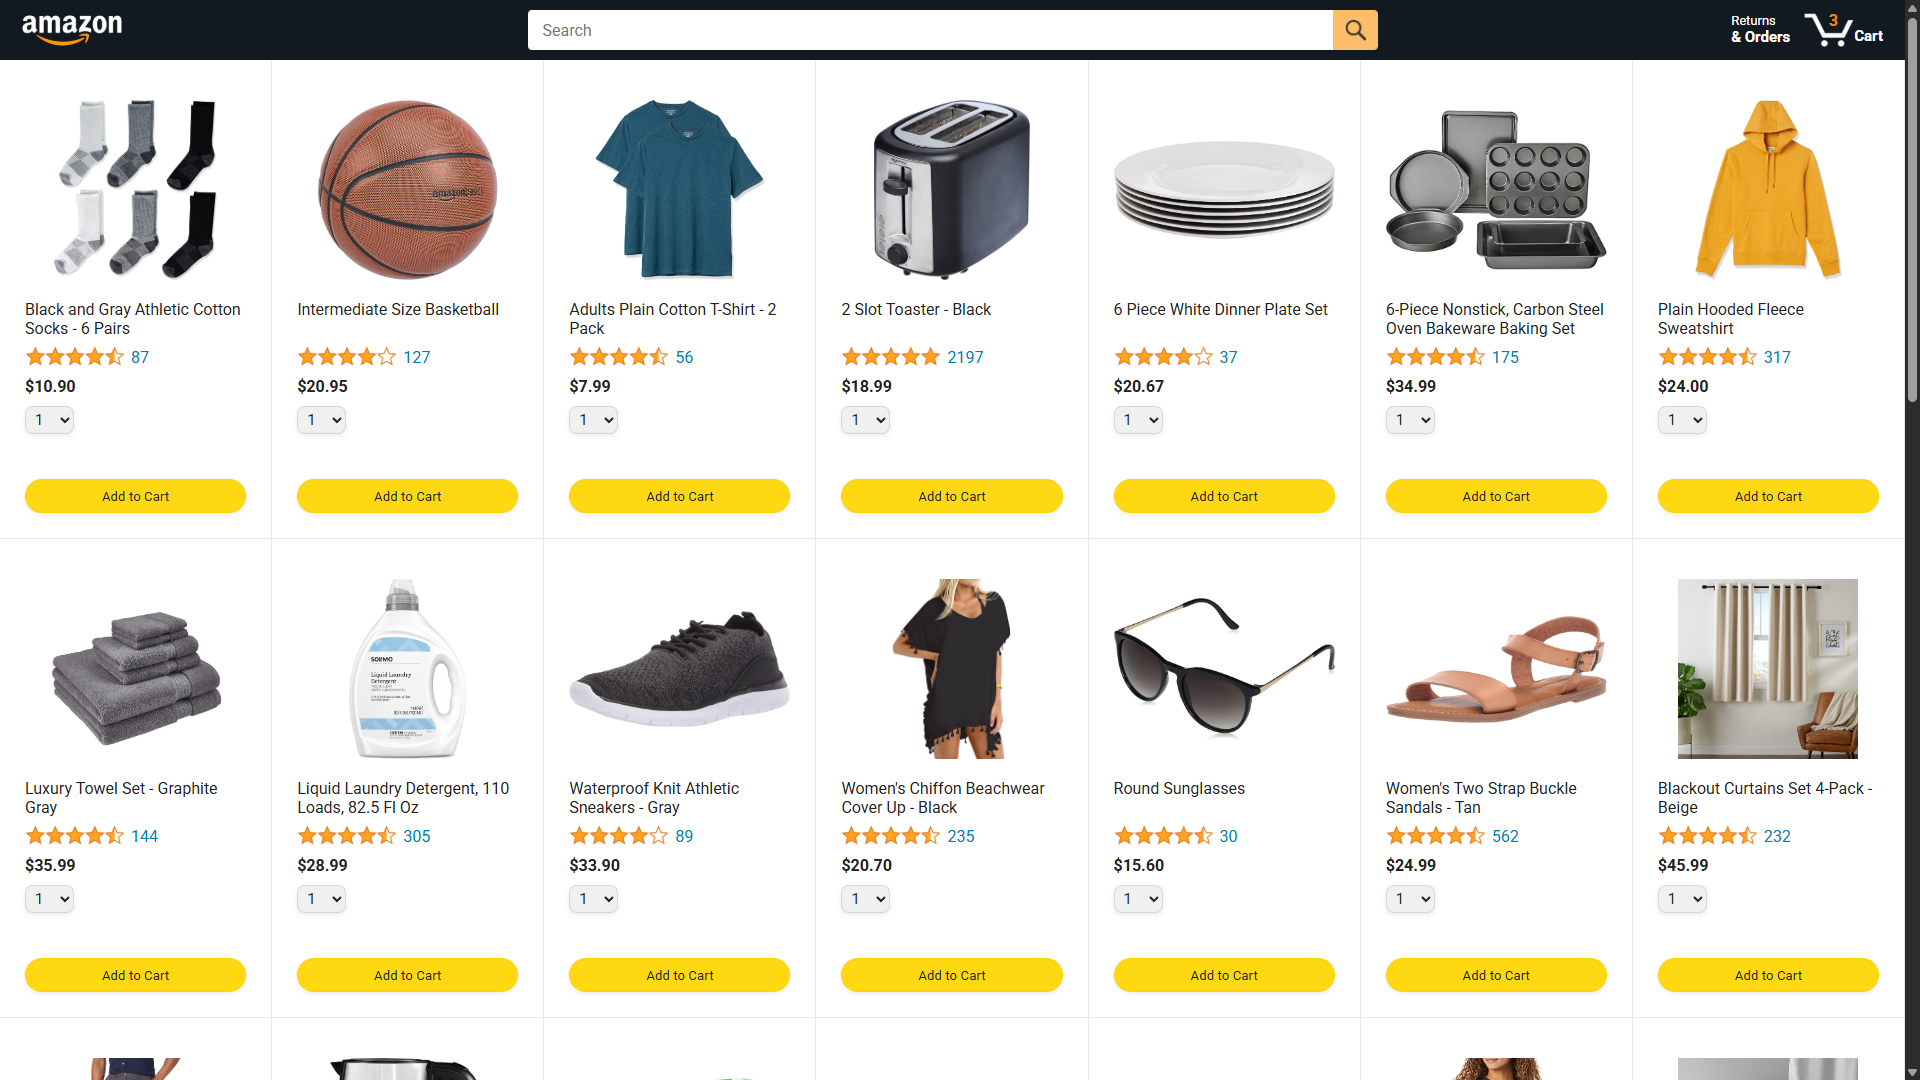 amazon
Search
Returns
& Orders
3
Cart
Black and Gray Athletic Cotton
Socks - 6 Pairs
87
$10.90
1
Add to Cart
Intermediate Size Basketball
127
$20.95
1
Add to Cart
Adults Plain Cotton T-Shirt - 2
Pack
56
$7.99
1
Add to Cart
2 Slot Toaster - Black
2197
$18.99
1
Add to Cart
6 Piece White Dinner Plate Set
37
$20.67
1
Add to Cart
6-Piece Nonstick, Carbon Steel
Oven Bakeware Baking Set
175
$34.99
1
Add to Cart
Plain Hooded Fleece
Sweatshirt
317
$24.00
1
Add to Cart
Luxury Towel Set - Graphite
Gray
144
$35.99
1
Add to Cart
SOLIMO
Liquid Laundry
Detergent
Liquid Laundry Detergent, 110
Loads, 82.5 Fl Oz
305
$28.99
1
Add to Cart
Waterproof Knit Athletic
Sneakers - Gray
89
$33.90
1
Add to Cart
Women's Chiffon Beachwear
Cover Up - Black
235
$20.70
1
Add to Cart
Round Sunglasses
30
$15.60
1
Add to Cart
Women's Two Strap Buckle
Sandals - Tan
562
$24.99
1
Add to Cart
Blackout Curtains Set 4-Pack -
Beige
232
$45.99
1
Add to Cart